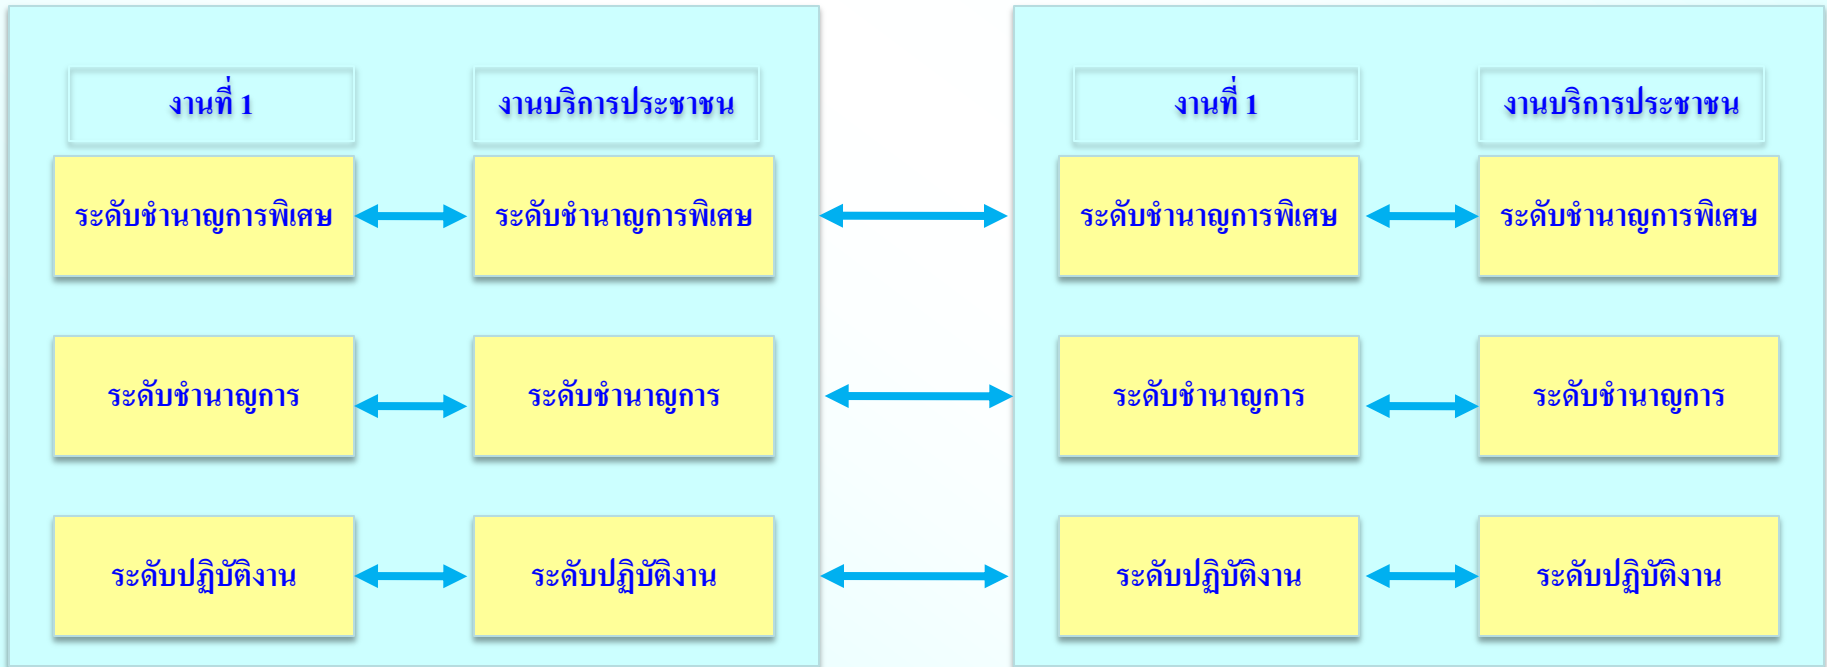 งานที่ 1
งานบริการประชาชน
งานที่ 1
งานบริการประชาชน
ระดับชำนาญการพิเศษ
ระดับชำนาญการพิเศษ
ระดับชำนาญการพิเศษ
ระดับชำนาญการพิเศษ
ระดับชำนาญการ
ระดับชำนาญการ
ระดับชำนาญการ
ระดับชำนาญการ
ระดับปฏิบัติงาน
ระดับปฏิบัติงาน
ระดับปฏิบัติงาน
ระดับปฏิบัติงาน